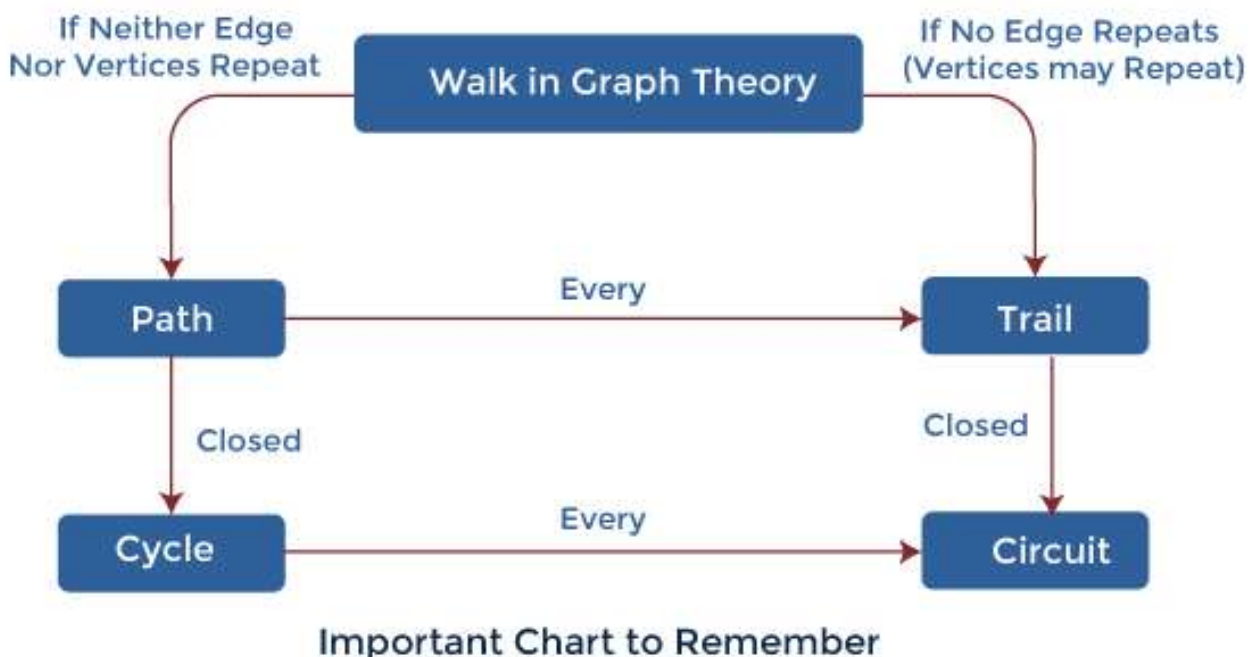 If Neither Edge
Nor Vertices Repeat
Walk in Graph Theory
If No Edge Repeats
(Vertices may Repeat)
Path
Every
Trail
Closed
Closed
Cycle
Every
Circuit
Important Chart to Remember